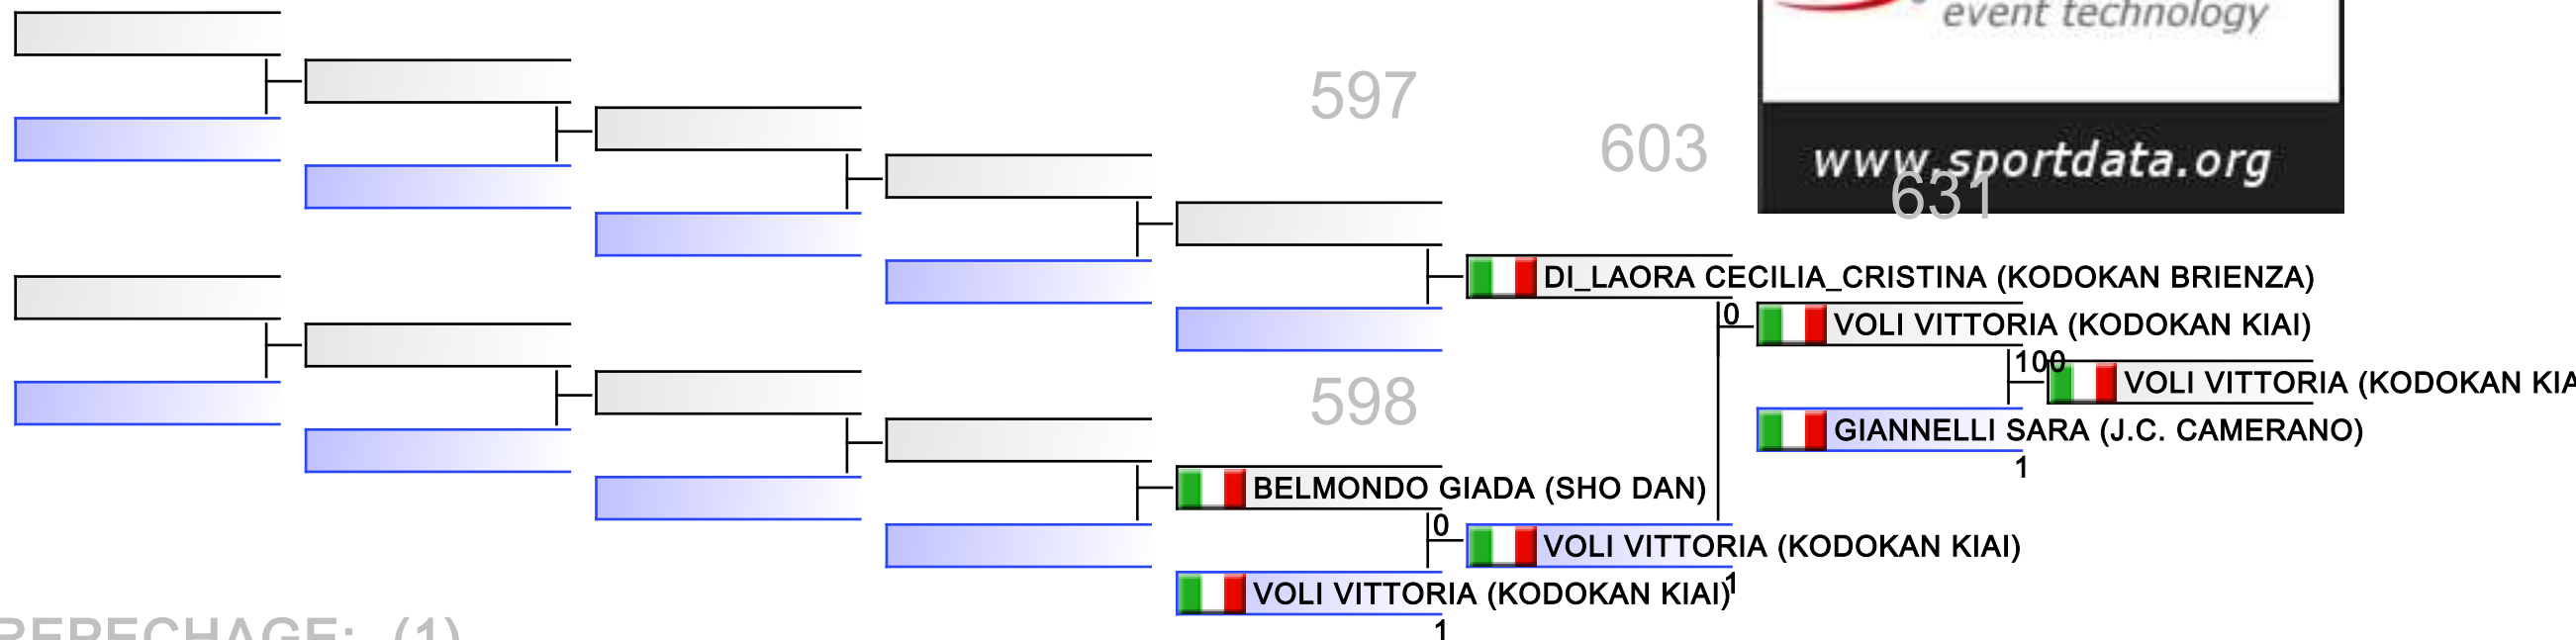 event technology
597
603
www.sportdata.org
631
DI_LAORA CECILIA_CRISTINA (KODOKAN BRIENZA)
0
VOLI VITTORIA (KODOKAN KIAI)
100
VOLI VITTORIA (KODOKAN KIA
598
GIANNELLI SARA (J.C. CAMERANO)
1
BELMONDO GIADA (SHO DAN)
0
VOLI VITTORIA (KODOKAN KIAI)
1
VOLI VITTORIA (KODOKAN KIAI)
1
REPECHAGE: (1)